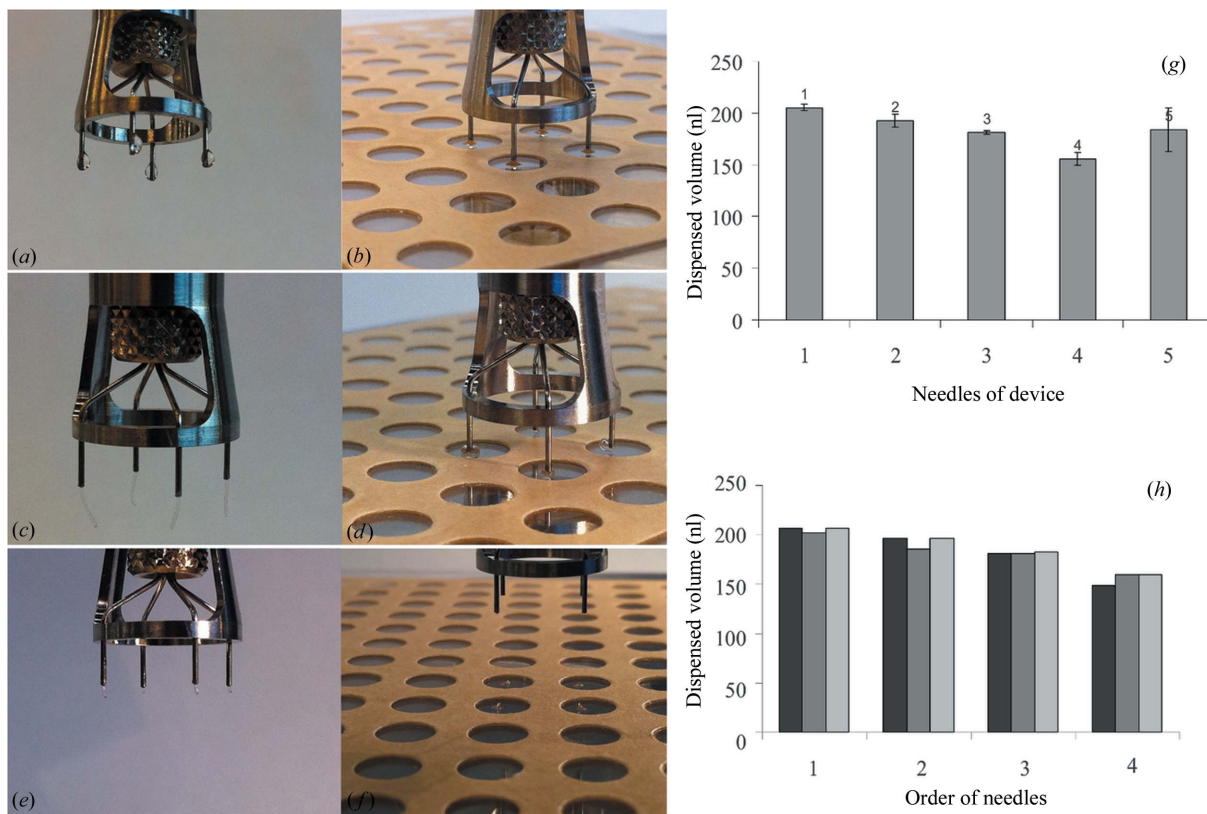 (a)
(b)
(c)
(d)
(e)
(f)
(g)
250
200
150
100
50
0
Dispensed volume (nl)
1
2
3
4
5
1 2 3 4 5
Needles of device
(h)
250
200
150
100
50
0
Dispensed volume (nl)
1 2 3 4
Order of needles